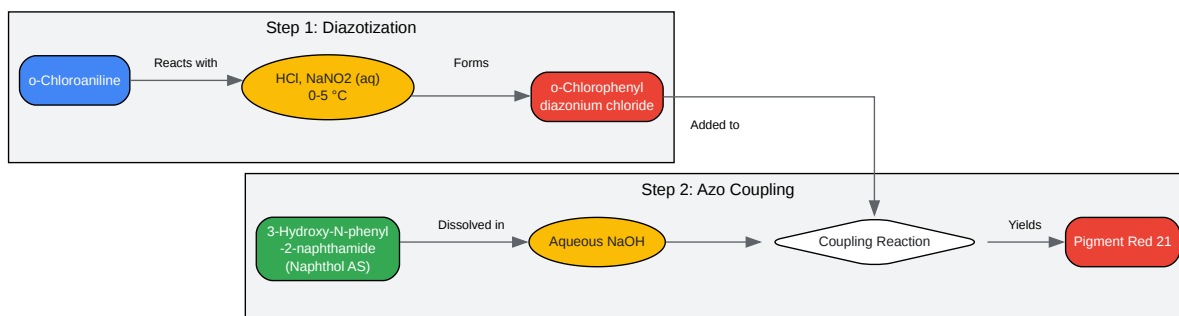 Step 1: Diazotization
o-Chloroaniline
Reacts with
HCl, NaNO2 (aq)
0-5 °C
Forms
o-Chlorophenyl
diazonium chloride
Added to
Step 2: Azo Coupling
3-Hydroxy-N-phenyl
-2-naphthamide
(Naphthol AS)
Dissolved in
Aqueous NaOH
Coupling Reaction
Yields
Pigment Red 21